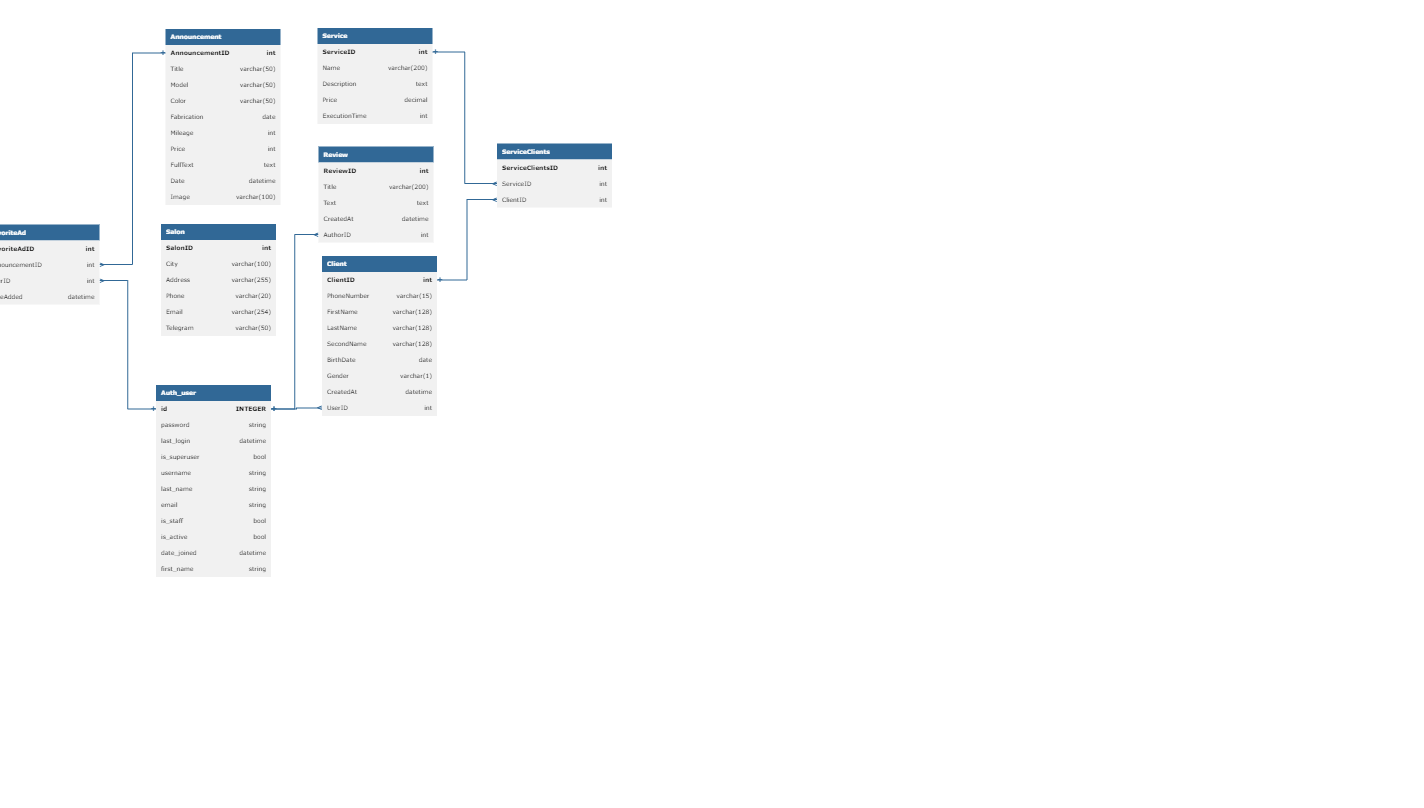 Announcement
AnnouncementID int
Title varchar(50)
Model varchar(50)
Color varchar(50)
Fabrication date
Mileage int
Price int
FullText text
Date datetime
Image varchar(100)
Service
ServiceID int
Name varchar(200)
Description text
Price decimal
ExecutionTime int
Review
ReviewID int
Title varchar(200)
Text text
CreatedAt datetime
AuthorID int
ServiceClients
ServiceClientsID int
ServiceID int
ClientID int
voriteAd
voriteAdID int
nouncementID int
erID int
teAdded datetime
Salon
SalonID int
City varchar(100)
Address varchar(255)
Phone varchar(20)
Email varchar(254)
Telegram varchar(50)
Client
ClientID int
PhoneNumber varchar(15)
FirstName varchar(128)
LastName varchar(128)
SecondName varchar(128)
BirthDate date
Gender varchar(1)
CreatedAt datetime
UserID int
Auth_user
id INTEGER
password string
last_login datetime
is_superuser bool
username string
last_name string
email string
is_staff bool
is_active bool
date_joined datetime
first_name string